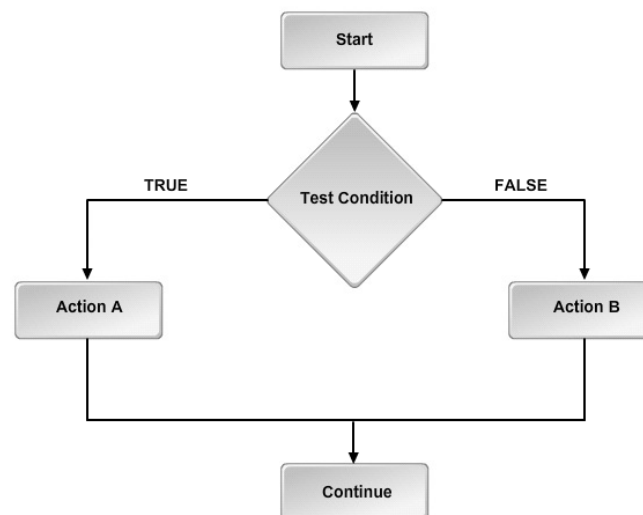 Start
TRUE
FALSE
Test Condition
Action A
Action B
Continue